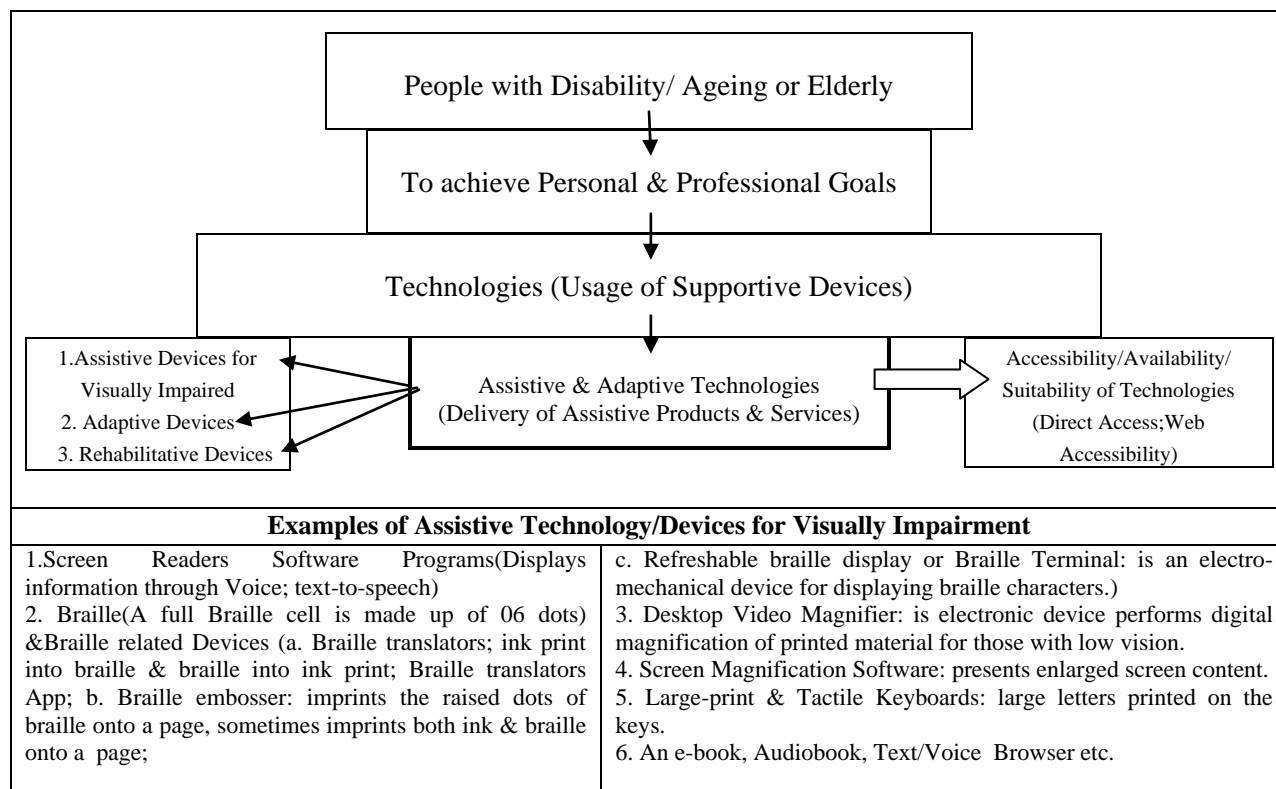 People with Disability/ Ageing or Elderly
To achieve Personal & Professional Goals
Technologies (Usage of Supportive Devices)
1.Assistive Devices for
Visually Impaired
2. Adaptive Devices
3. Rehabilitative Devices
Assistive & Adaptive Technologies
(Delivery of Assistive Products & Services)
Accessibility/Availability/
Suitability of Technologies
(Direct Access;Web
Accessibility)
Examples of Assistive Technology/Devices for Visually Impairment
1.Screen Readers Software Programs(Displays
information through Voice; text-to-speech)
2. Braille(A full Braille cell is made up of 06 dots)
&Braille related Devices (a. Braille translators; ink print
into braille & braille into ink print; Braille translators
App; b. Braille embosser: imprints the raised dots of
braille onto a page, sometimes imprints both ink & braille
onto a page;
c. Refreshable braille display or Braille Terminal: is an electro-
mechanical device for displaying braille characters.)
3. Desktop Video Magnifier: is electronic device performs digital
magnification of printed material for those with low vision.
4. Screen Magnification Software: presents enlarged screen content.
5. Large-print & Tactile Keyboards: large letters printed on the
keys.
6. An e-book, Audiobook, Text/Voice Browser etc.